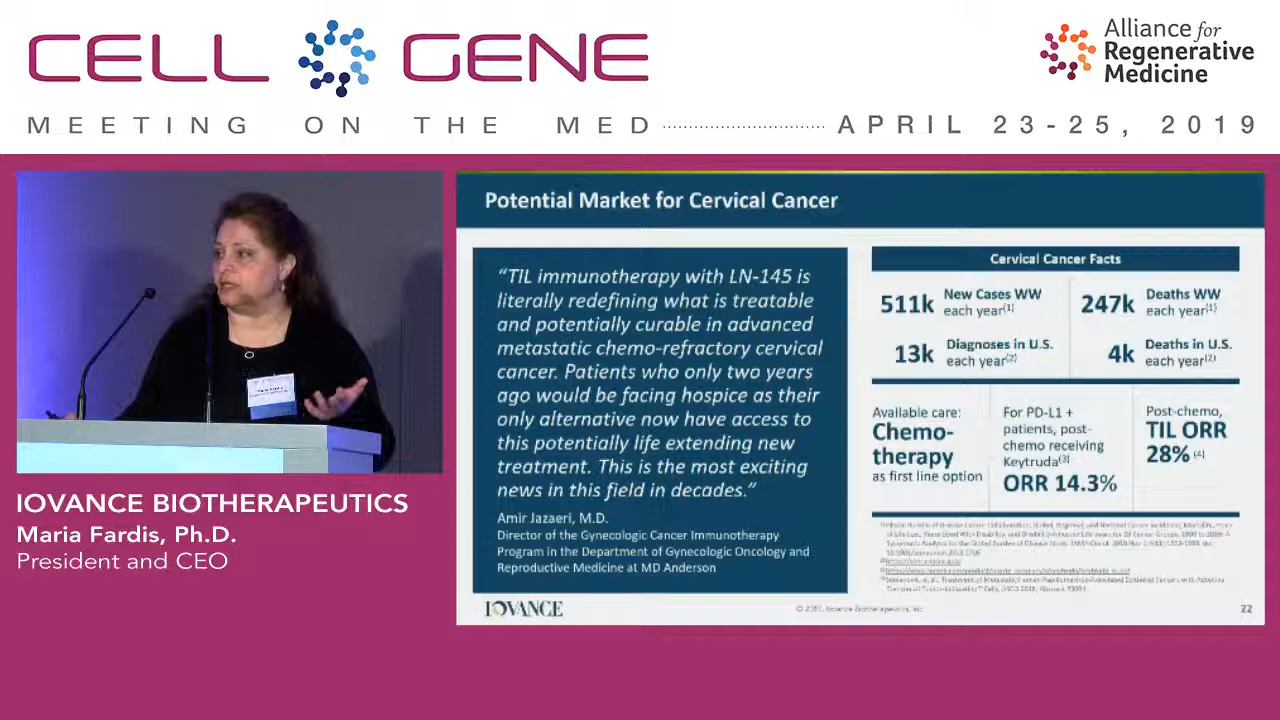 CELL GENE
Alliance for
Regenerative
Medicine
MEETING ON THE MED
APRIL 23-25, 2019
Potential Market for Cervical Cancer
“TIL immunotherapy with LN-145 is
literally redefining what is treatable
and potentially curable in advanced
metastatic chemo-refractory cervical
cancer. Patients who only two years
ago would be facing hospice as their
only alternative now have access to
this potentially life extending new
treatment. This is the most exciting
news in this field in decades.”
Amir Jazaeri, M.D.
Director of the Gynecologic Cancer Immunotherapy
Program in the Department of Gynecologic Oncology and
Reproductive Medicine at MD Anderson
Cervical Cancer Facts
511k New Cases WW
each year(1)
247k Deaths WW
each year(1)
13k Diagnoses in U.S.
each year(2)
4k Deaths in U.S.
each year(2)
Available care:
Chemo-
therapy
as first line option
For PD-L1 +
patients, post-
chemo receiving
Keytruda(3)
ORR 14.3%
Post-chemo,
TIL ORR
28% (4)
IOVANCE
Iovance Biotherapeutics, Inc
22
IOVANCE BIOTHERAPEUTICS
Maria Fardis, Ph.D.
President and CEO